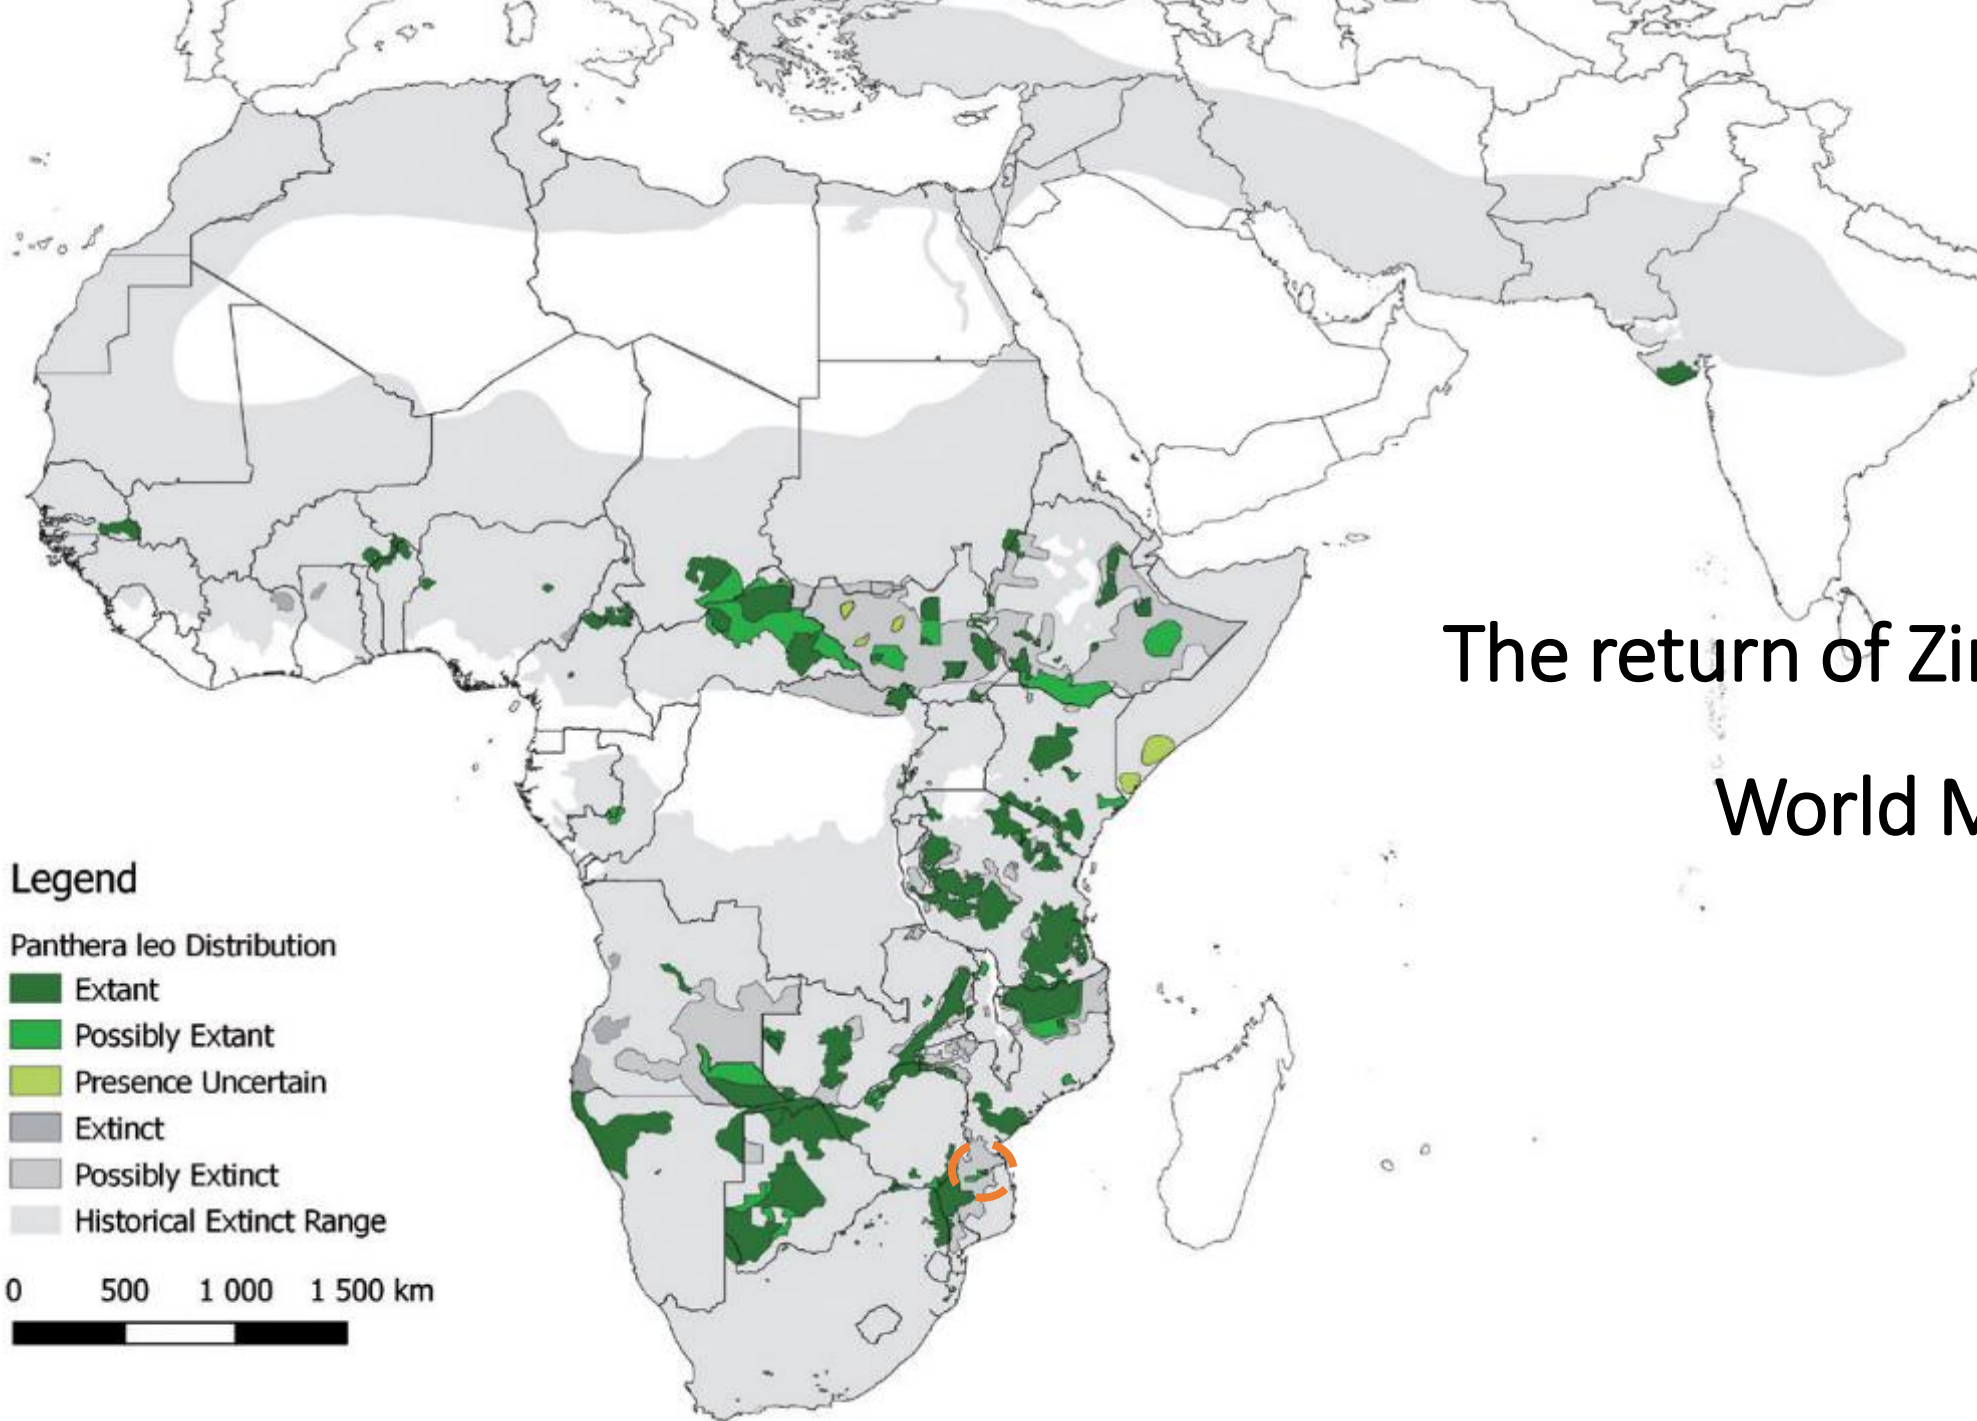 The return of Zi
World
Legend
Panthera leo Distribution
Extant
Possibly Extant
Presence Uncertain
Extinct
Possibly Extinct
Historical Extinct Range
0 500 1 000 1 500 km